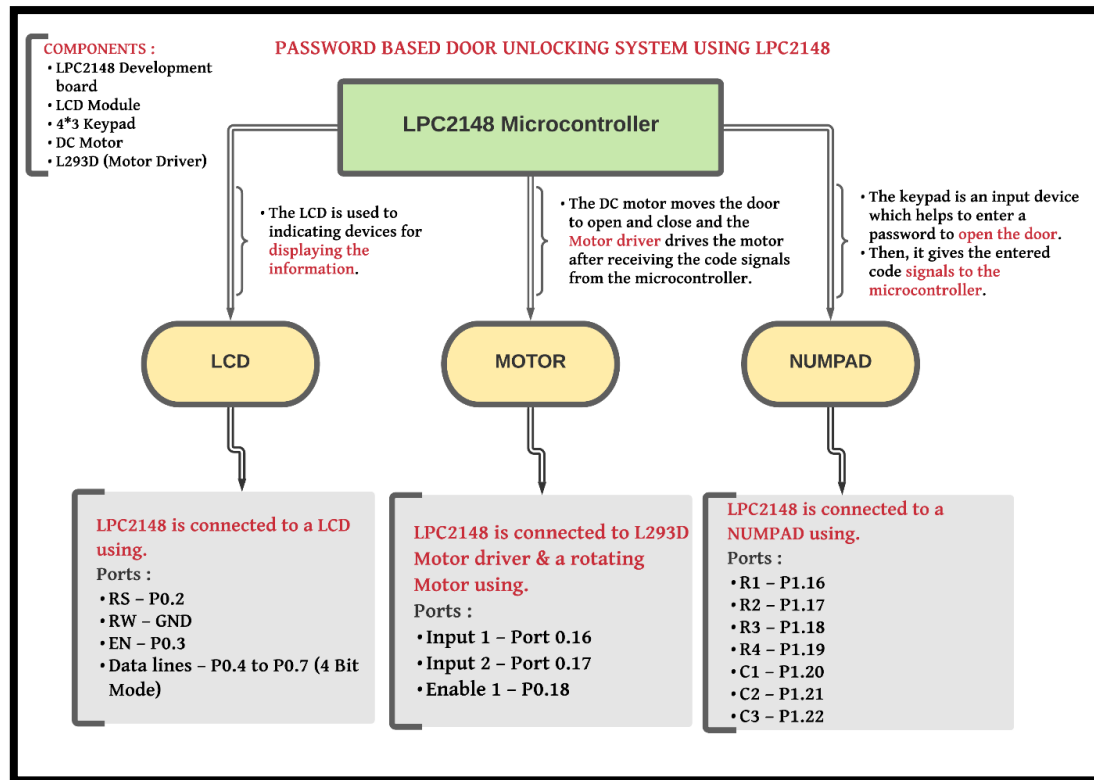 COMPONENTS :
• LPC2148 Development
board
• LCD Module
• 4*3 Keypad
• DC Motor
• L293D (Motor Driver)
PASSWORD BASED DOOR UNLOCKING SYSTEM USING LPC2148
LPC2148 Microcontroller
• The LCD is used to
indicating devices for
displaying the
information.
• The DC motor moves the door
to open and close and the
Motor driver drives the motor
after receiving the code signals
from the microcontroller.
• The keypad is an input device
which helps to enter a
password to open the door.
• Then, it gives the entered
code signals to the
microcontroller.
LCD
MOTOR
NUMPAD
LPC2148 is connected to a LCD
using.
Ports :
• RS – P0.2
• RW – GND
• EN – P0.3
• Data lines – P0.4 to P0.7 (4 Bit
Mode)
LPC2148 is connected to L293D
Motor driver & a rotating
Motor using.
Ports :
• Input 1 – Port 0.16
• Input 2 – Port 0.17
• Enable 1 – P0.18
LPC2148 is connected to a
NUMPAD using.
Ports :
• R1 – P1.16
• R2 – P1.17
• R3 – P1.18
• R4 – P1.19
• C1 – P1.20
• C2 – P1.21
• C3 – P1.22